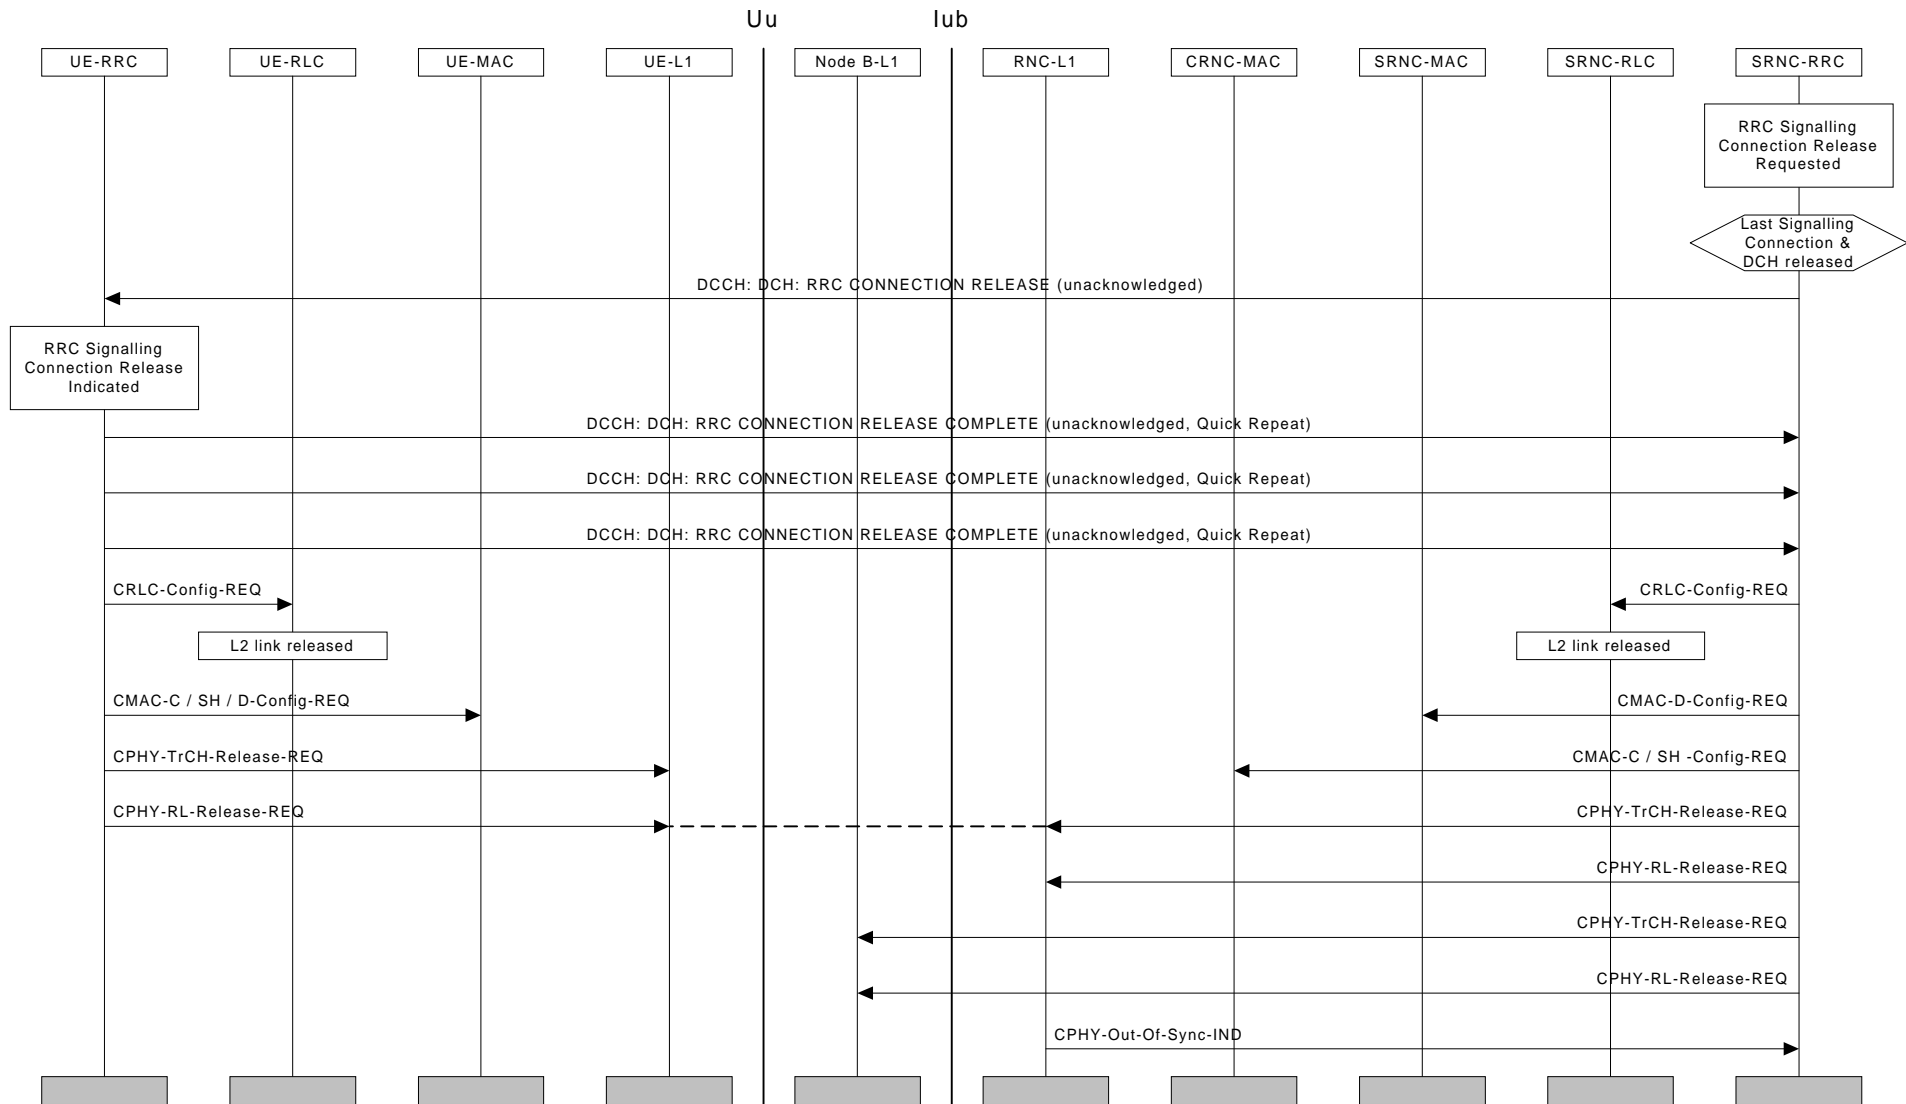 Uu Iub
UE-RRC UE-RLC UE-MAC UE-L1 Node B-L1 RNC-L1 CRNC-MAC SRNC-MAC SRNC-RLC SRNC-RRC
RRC Signalling
Connection Release
Requested
Last Signalling
Connection &
DCH released
DCCH: DCH: RRC CONNECTION RELEASE (unacknowledged)
RRC Signalling
Connection Release
Indicated
DCCH: DCH: RRC CONNECTION RELEASE COMPLETE (unacknowledged, Quick Repeat)
DCCH: DCH: RRC CONNECTION RELEASE COMPLETE (unacknowledged, Quick Repeat)
DCCH: DCH: RRC CONNECTION RELEASE COMPLETE (unacknowledged, Quick Repeat)
CRLC-Config-REQ CRLC-Config-REQ
L2 link released L2 link released
CMAC-C / SH / D-Config-REQ CMAC-D-Config-REQ
CPHY-TrCH-Release-REQ CMAC-C / SH -Config-REQ
CPHY-RL-Release-REQ CPHY-TrCH-Release-REQ
CPHY-RL-Release-REQ
CPHY-TrCH-Release-REQ
CPHY-RL-Release-REQ
CPHY-Out-Of-Sync-IND